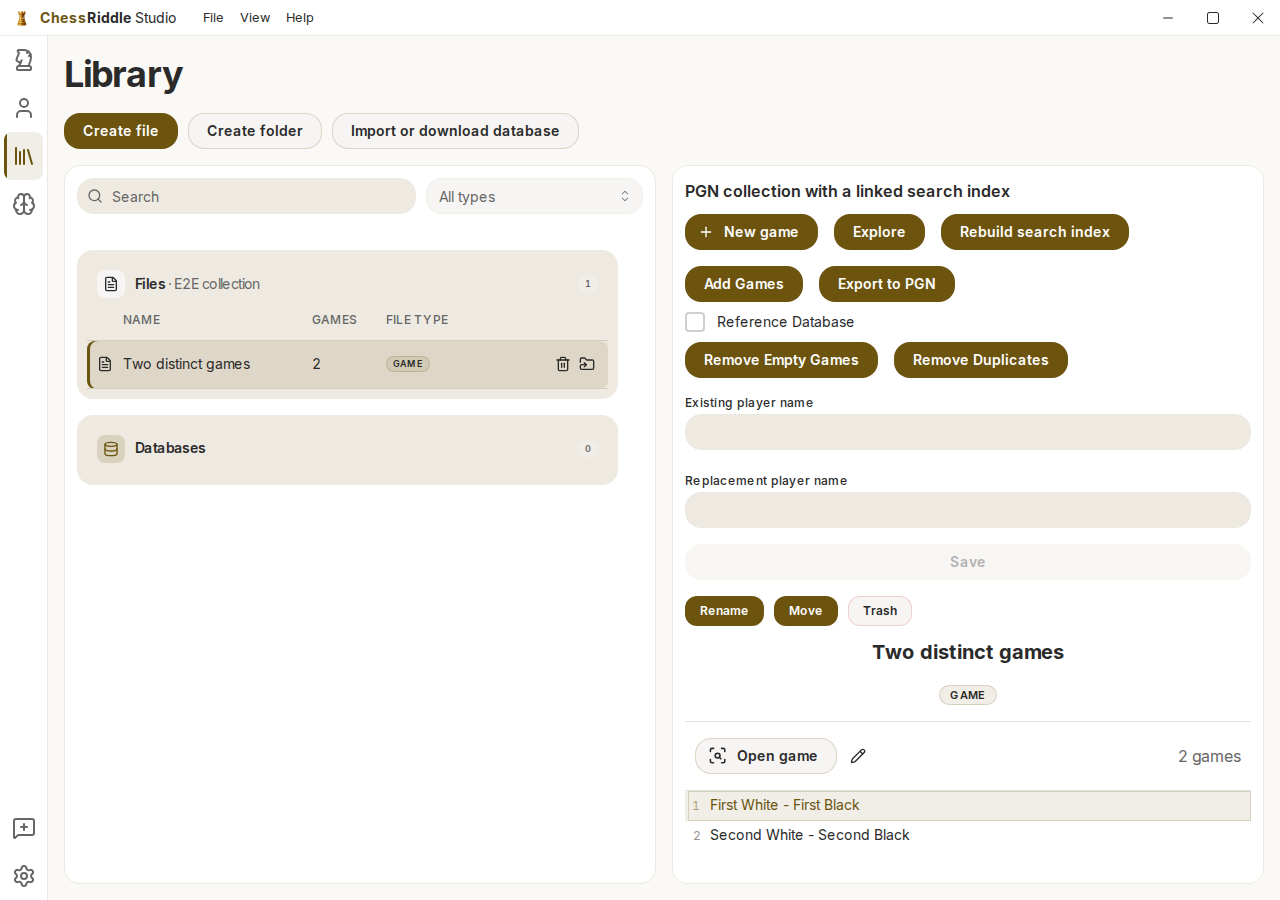 ChessRiddle Studio File View Help
Library
Create file Create folder Import or download database
Search All types
Files · E2E collection 1
NAME GAMES FILE TYPE
Two distinct games 2 GAME
Databases 0
PGN collection with a linked search index
New game Explore Rebuild search index
Add Games Export to PGN
Reference Database
Remove Empty Games Remove Duplicates
Existing player name
Replacement player name
Save
Rename Move Trash
Two distinct games
GAME
Open game 2 games
1 First White - First Black
2 Second White - Second Black